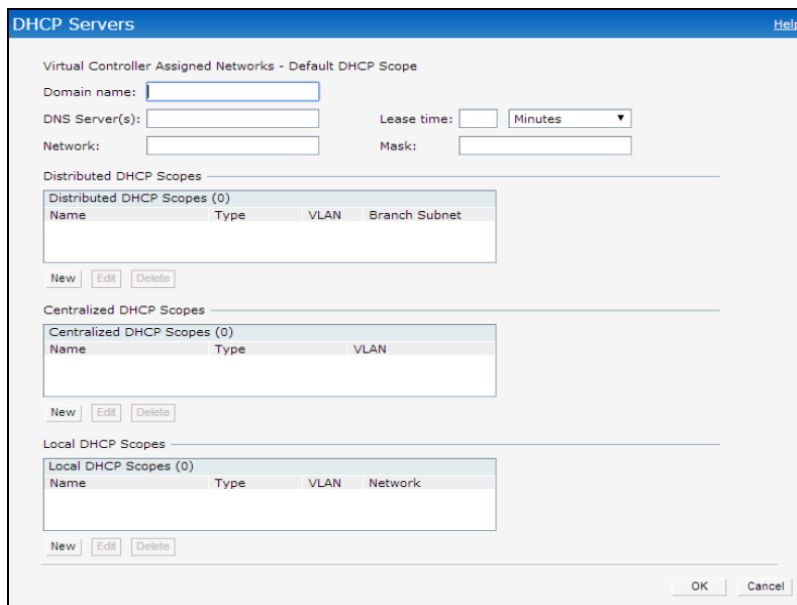 DHCP Servers Help
Virtual Controller Assigned Networks - Default DHCP Scope
Domain name:
DNS Server(s): Lease time: Minutes
Network: Mask:
Distributed DHCP Scopes
Distributed DHCP Scopes (0)
Name Type VLAN Branch Subnet
New Edit Delete
Centralized DHCP Scopes
Centralized DHCP Scopes (0)
Name Type VLAN
New Edit Delete
Local DHCP Scopes
Local DHCP Scopes (0)
Name Type VLAN Network
New Edit Delete
OK Cancel